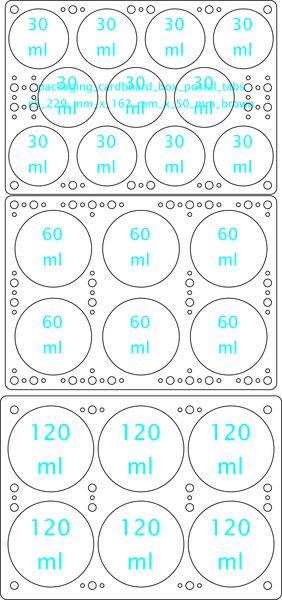 30 30 30 30
ml ml ml ml
30 30 30
packaging_cardboard_box_postal_tabs
229_mm_x_162_mm_x_50_mm_brown
ml ml ml
30 30 30 30
ml ml ml ml
60 60 60
ml ml ml
60 60 60
ml ml ml
120 120 120
ml ml ml
120 120 120
ml ml ml